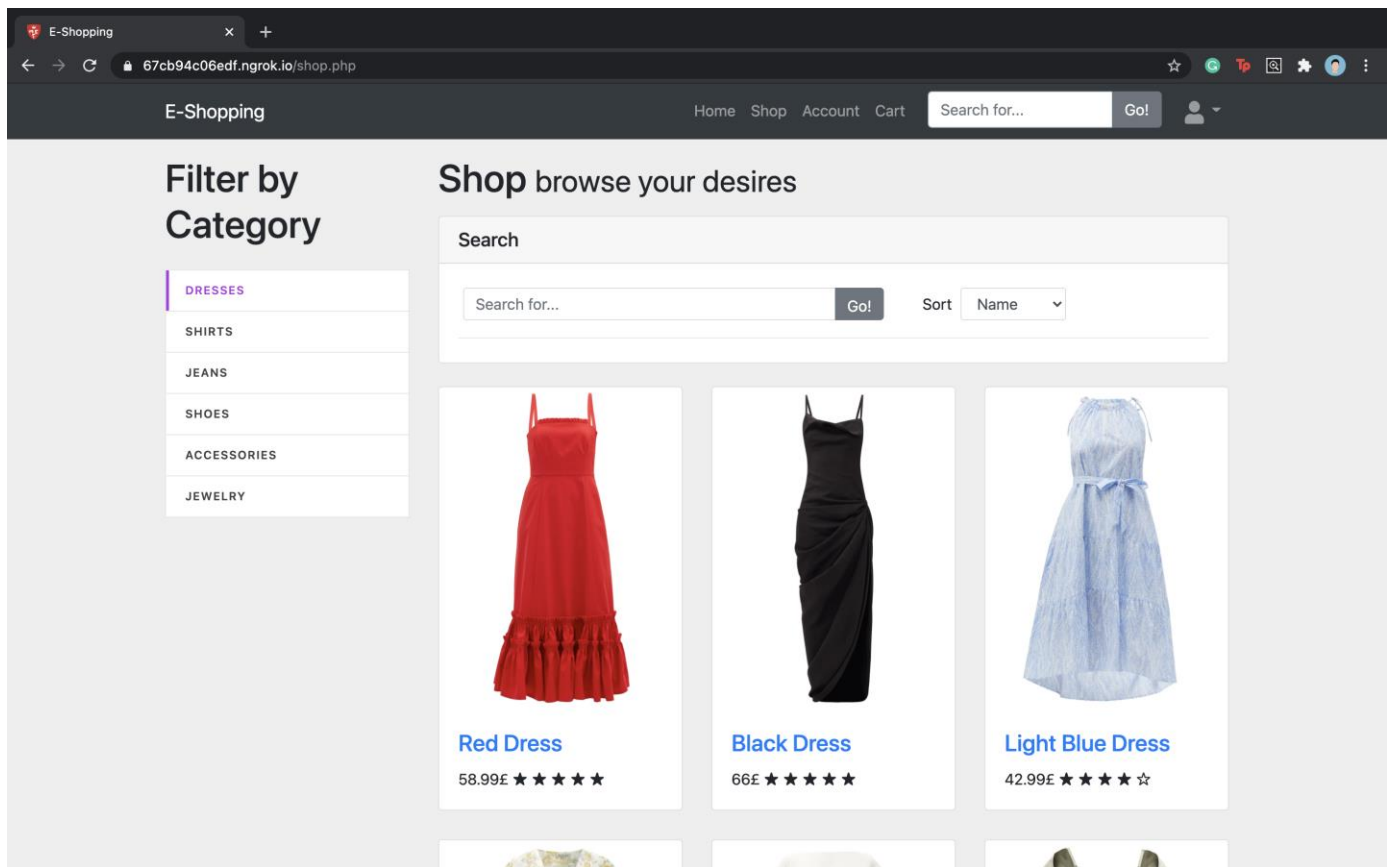 E-Shopping
67cb94c06edf.ngrok.io/shop.php
E-Shopping
Home Shop Account Cart Search for... Go!
Filter by
Category
DRESSES
SHIRTS
JEANS
SHOES
ACCESSORIES
JEWELRY
Shop browse your desires
Search
Search for... Go! Sort Name
Red Dress
58.99£ ★ ★ ★ ★ ★
Black Dress
66£ ★ ★ ★ ★ ★
Light Blue Dress
42.99£ ★ ★ ★ ★ ☆